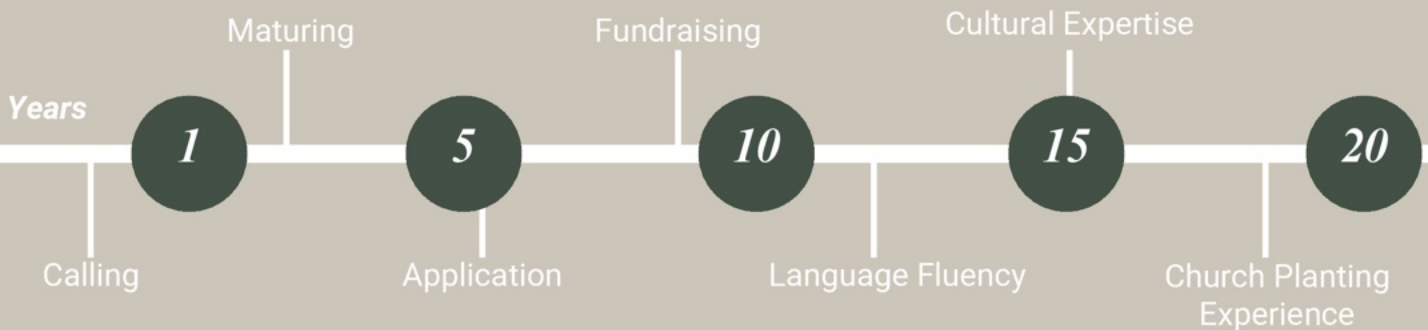 Maturing
Fundraising
Cultural Expertise
Years
1
5
10
15
20
Calling
Application
Language Fluency
Church Planting
Experience